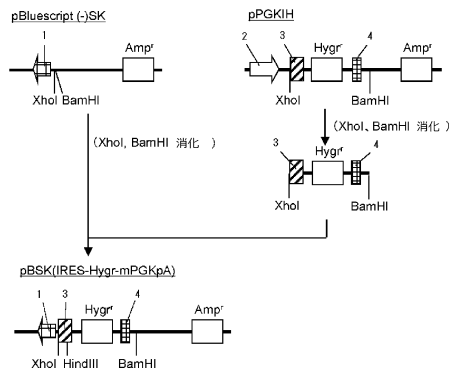 pBluescript (-)SK
pPGKIH
1
Ampʳ
2
3
Hygʳ
4
Ampʳ
XhoI BamHI
XhoI
BamHI
(XhoI, BamHI 消化 )
(XhoI、BamHI 消化 )
3
Hygʳ
4
XhoI
BamHI
pBSK(IRES-Hygr-mPGKpA)
1
3
Hygʳ
4
Ampʳ
XhoI HindIII
BamHI